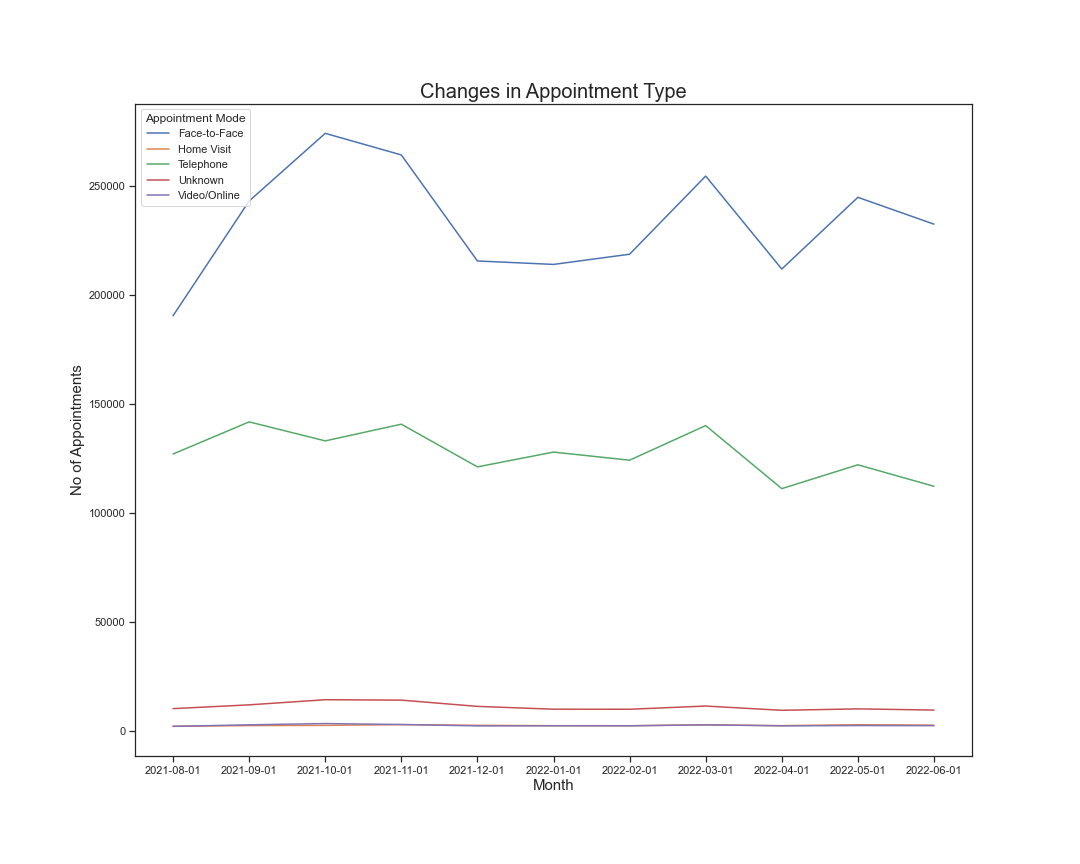 Changes in Appointment Type
Appointment Mode
Face-to-Face
Home Visit
Telephone
Unknown
Video/Online
No of Appointments
250000
200000
150000
100000
50000
0
2021-08-01 2021-09-01 2021-10-01 2021-11-01 2021-12-01 2022-01-01 2022-02-01 2022-03-01 2022-04-01 2022-05-01 2022-06-01
Month